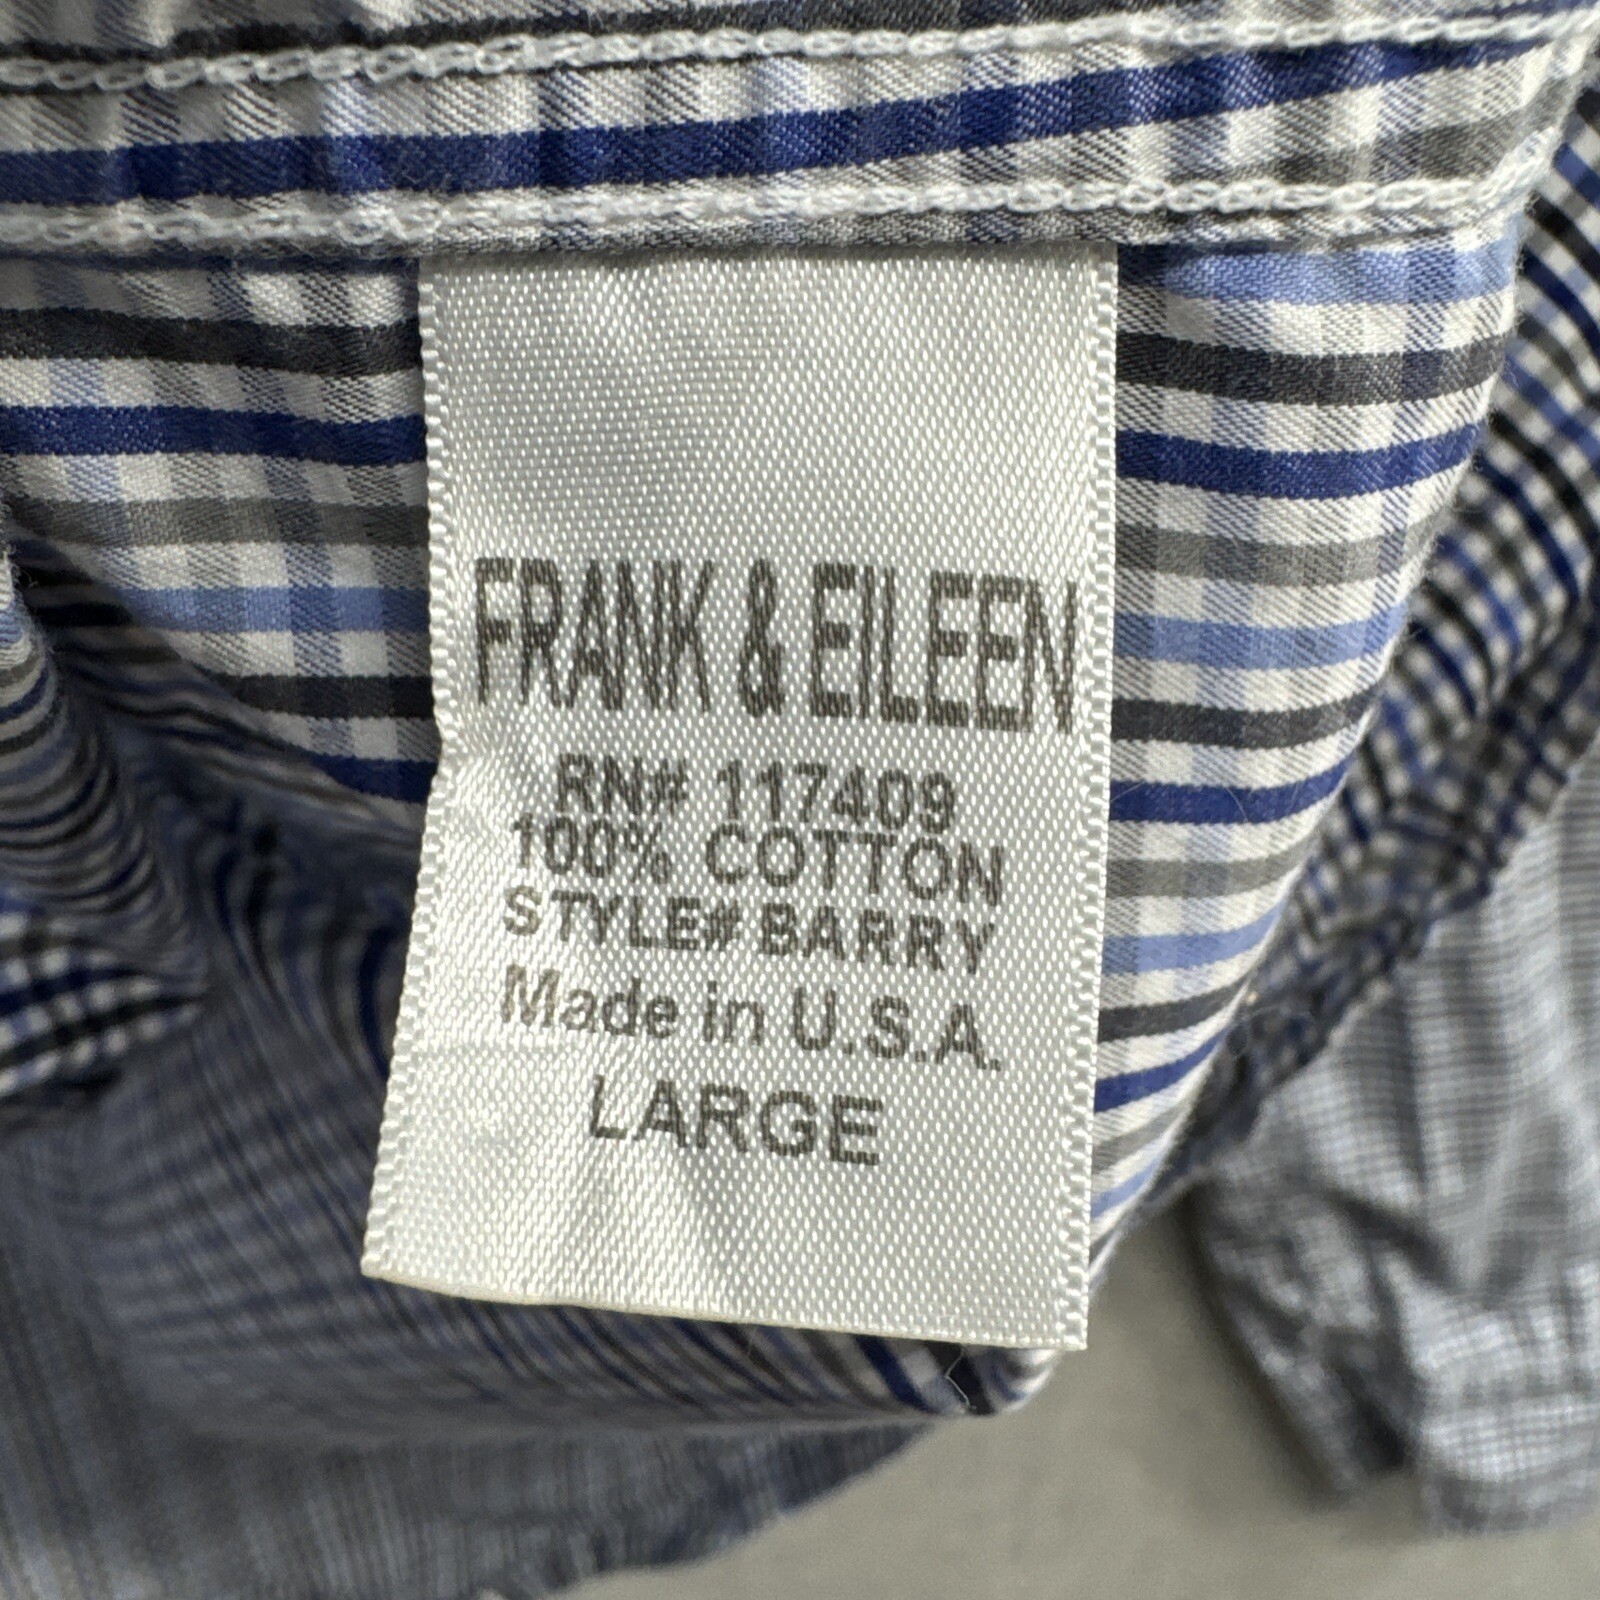 FRANK & EILEEN
RN# 117409
100% COTTON
STYLE# BARRY
Made in U.S.A.
LARGE